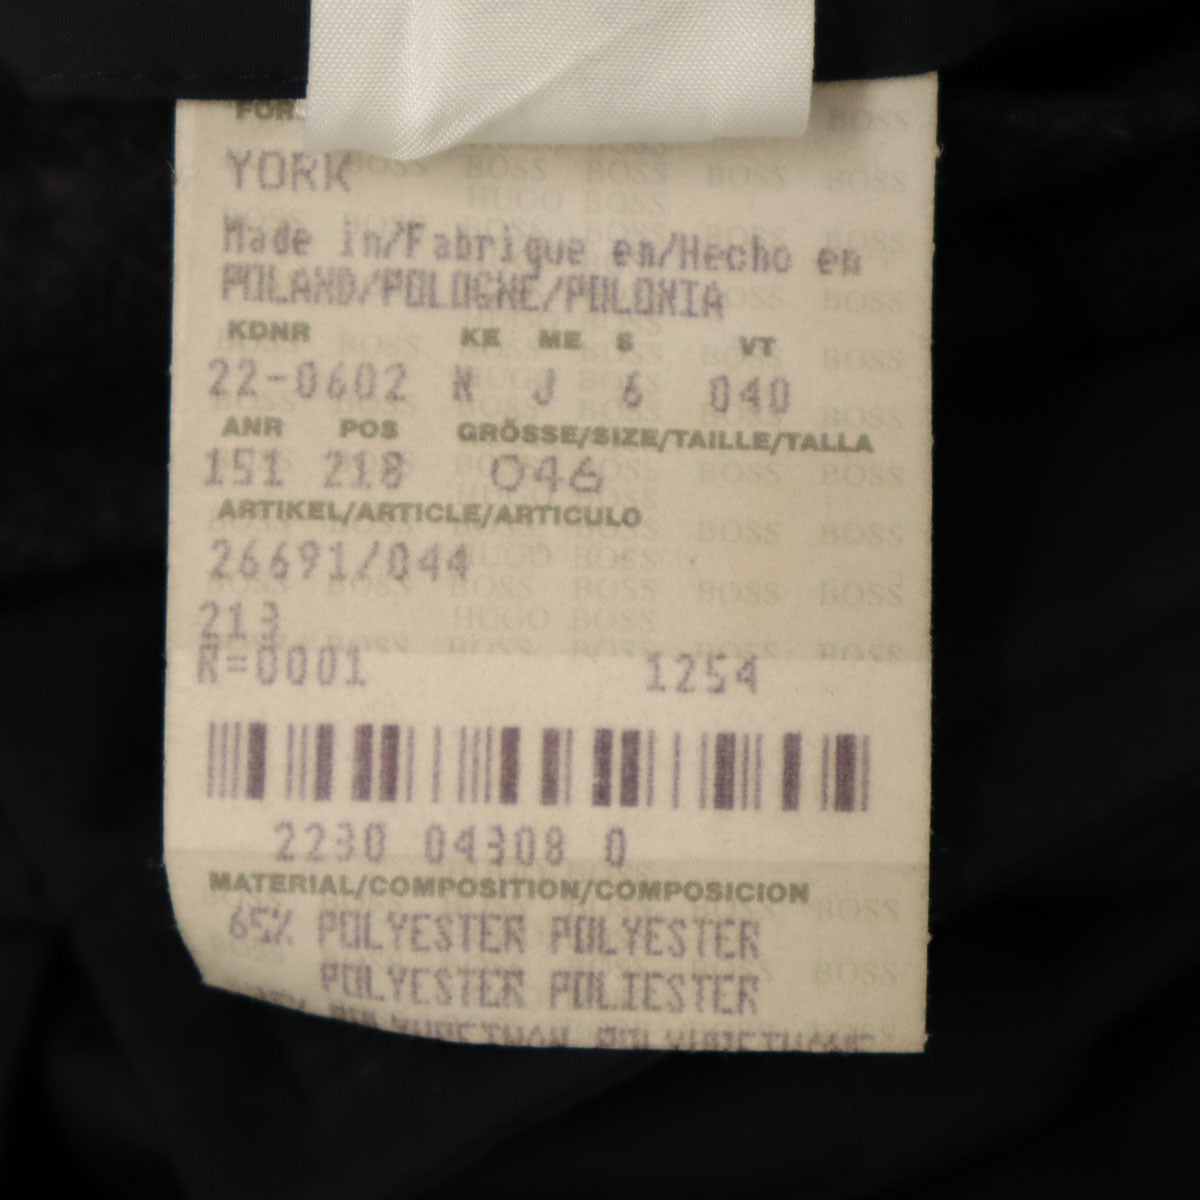 YORK
Made in/Fabrique en/Hecho en
POLAND/POLOGNE/POLONIA
KDNR KE ME S VT
22-0602 N J 6 040
ANR POS GRÖSSE/SIZE/TAILLE/TALLA
151 218 046
ARTIKEL/ARTICLE/ARTICULO
26691/044
213
R=0001 1254
2230 04308 0
MATERIAL/COMPOSITION/COMPOSICION
65% POLYESTER POLYESTER
POLYESTER POLIESTER
HUGO BOSS